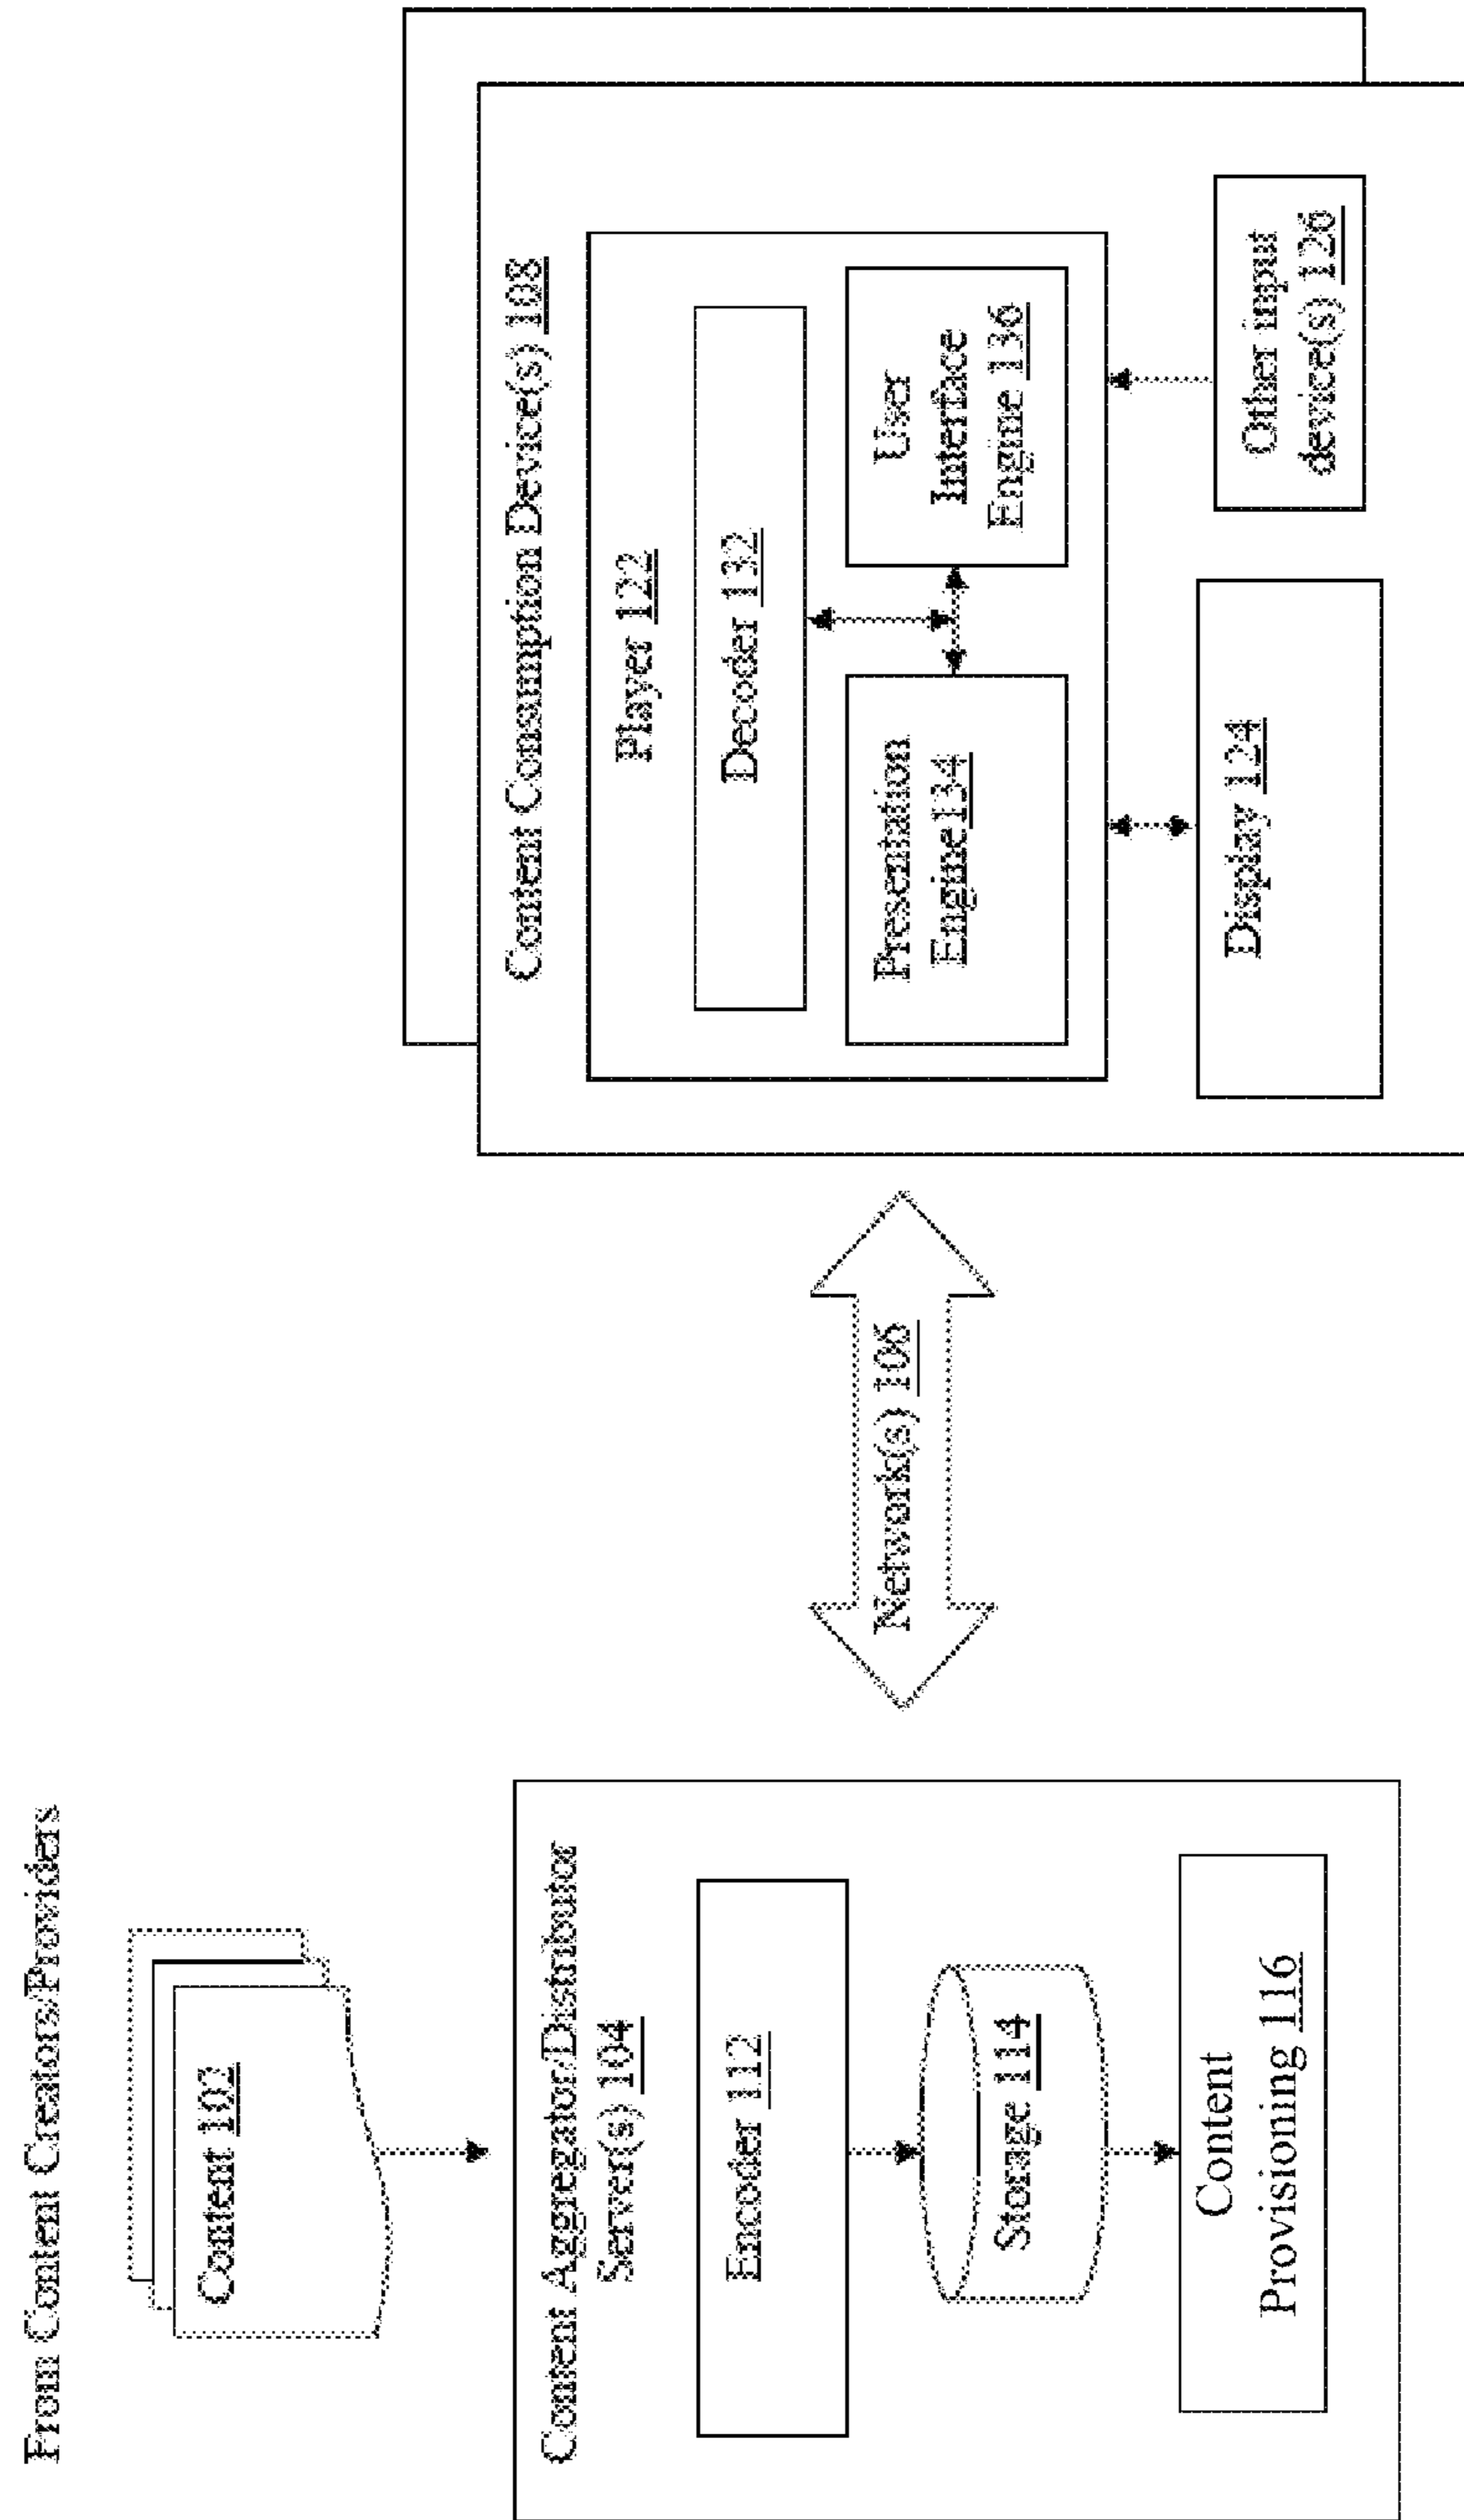 From Content Creators/Providers
Content 102
Content Aggregator/Distributor
Server(s) 104
Encoder 112
Storage 114
Content
Provisioning 116
Network(s) 106
Content Consumption Device(s) 108
Player 122
Decoder 132
Presentation
Engine134
User
Interface
Engine 136
Display 124
Other input
device(s) 126